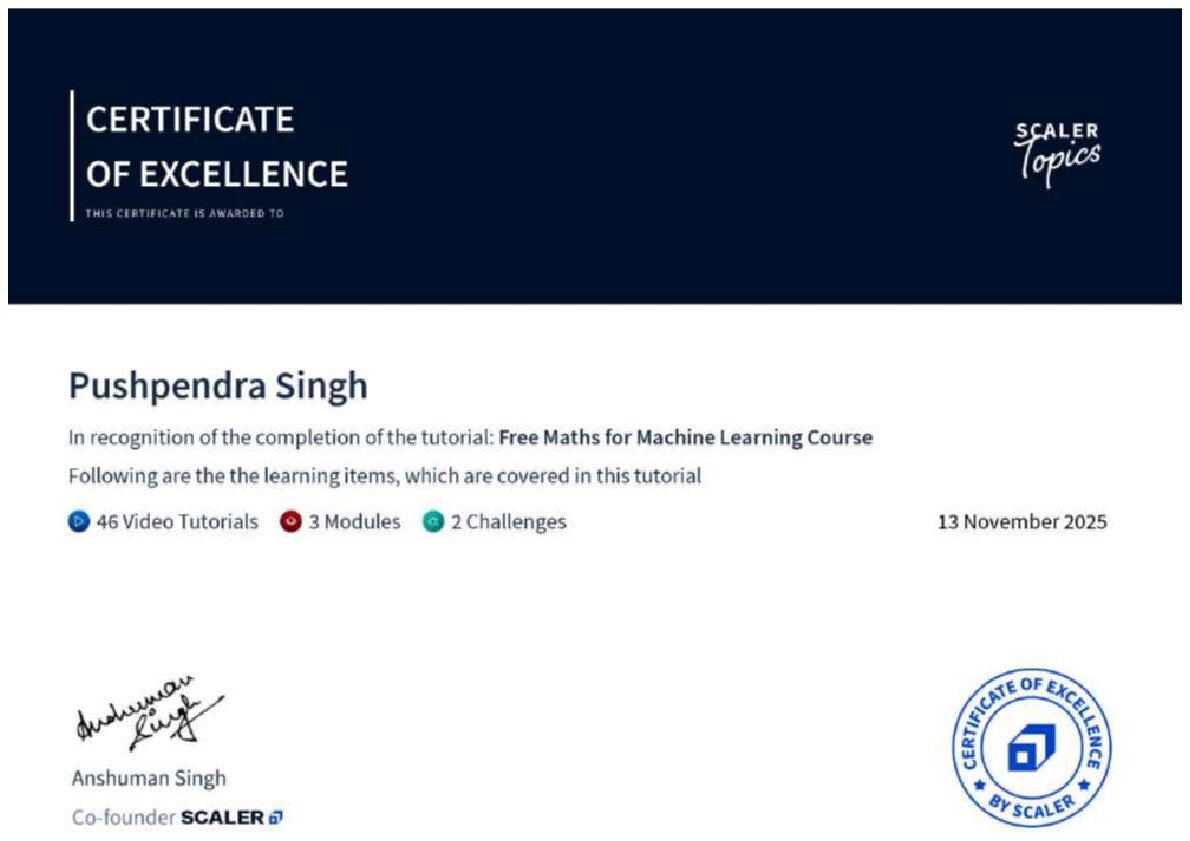 CERTIFICATE
OF EXCELLENCE
THIS CERTIFICATE IS AWARDED TO
SCALER
Topics
Pushpendra Singh
In recognition of the completion of the tutorial: Free Maths for Machine Learning Course
Following are the the learning items, which are covered in this tutorial
46 Video Tutorials 3 Modules 2 Challenges
13 November 2025
Anshuman
Singh
Anshuman Singh
Co-founder SCALER
CERTIFICATE OF EXCELLENCE
BY SCALER